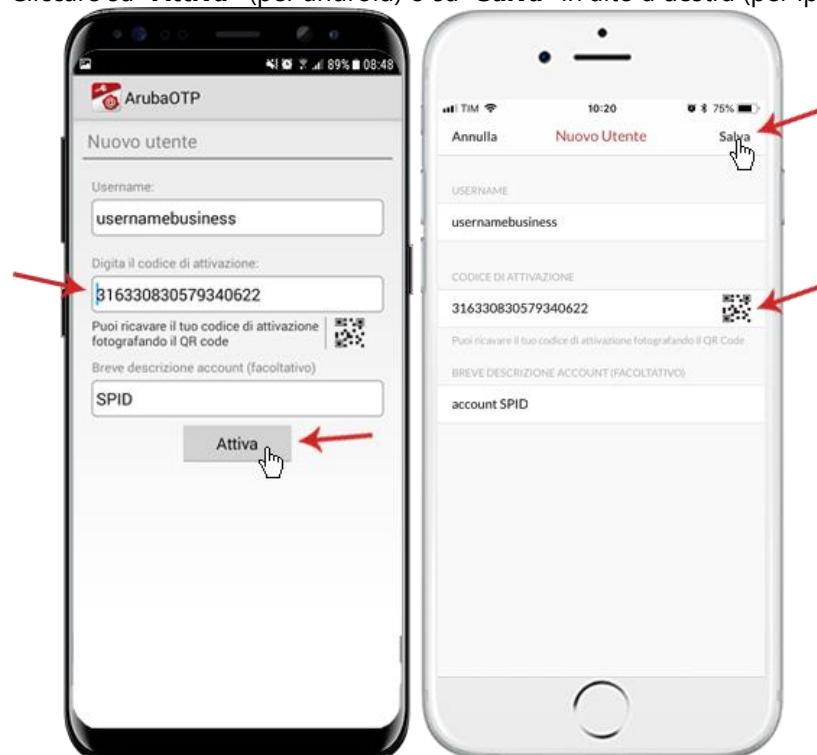 Cliccare su "Attiva" (per android) o su "Salva" in alto a destra (per
89% 08:48
ArubaOTP
Nuovo utente
Username:
usernamebusiness
Digita il codice di attivazione:
316330830579340622
Puoi ricavare il tuo codice di attivazione
fotografando il QR code
Breve descrizione account (facoltativo)
SPID
Attiva
TIM 10:20 75%
Annulla Nuovo Utente Salva
USERNAME
usernamebusiness
CODICE DI ATTIVAZIONE
316330830579340622
Puoi ricavare il tuo codice di attivazione fotografando il QR Code
BREVE DESCRIZIONE ACCOUNT (FACOLTATIVO)
account SPID